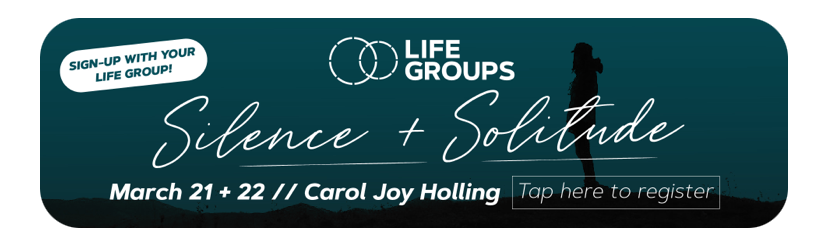 SIGN-UP WITH YOUR
LIFE GROUP!
LIFE
GROUPS
Silence + Solitude
March 21 + 22 // Carol Joy Holling
Tap here to register